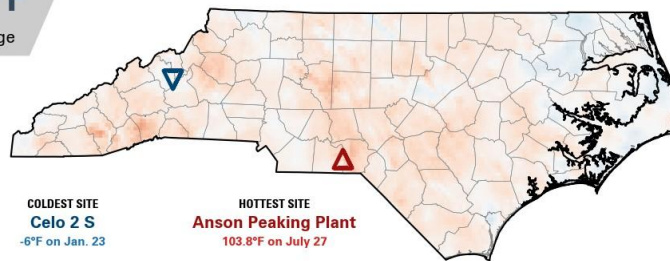 COLDEST SITE
Celo 2 S
-6°F on Jan. 23
HOTTEST SITE
Anson Peaking Plant
103.8°F on July 27